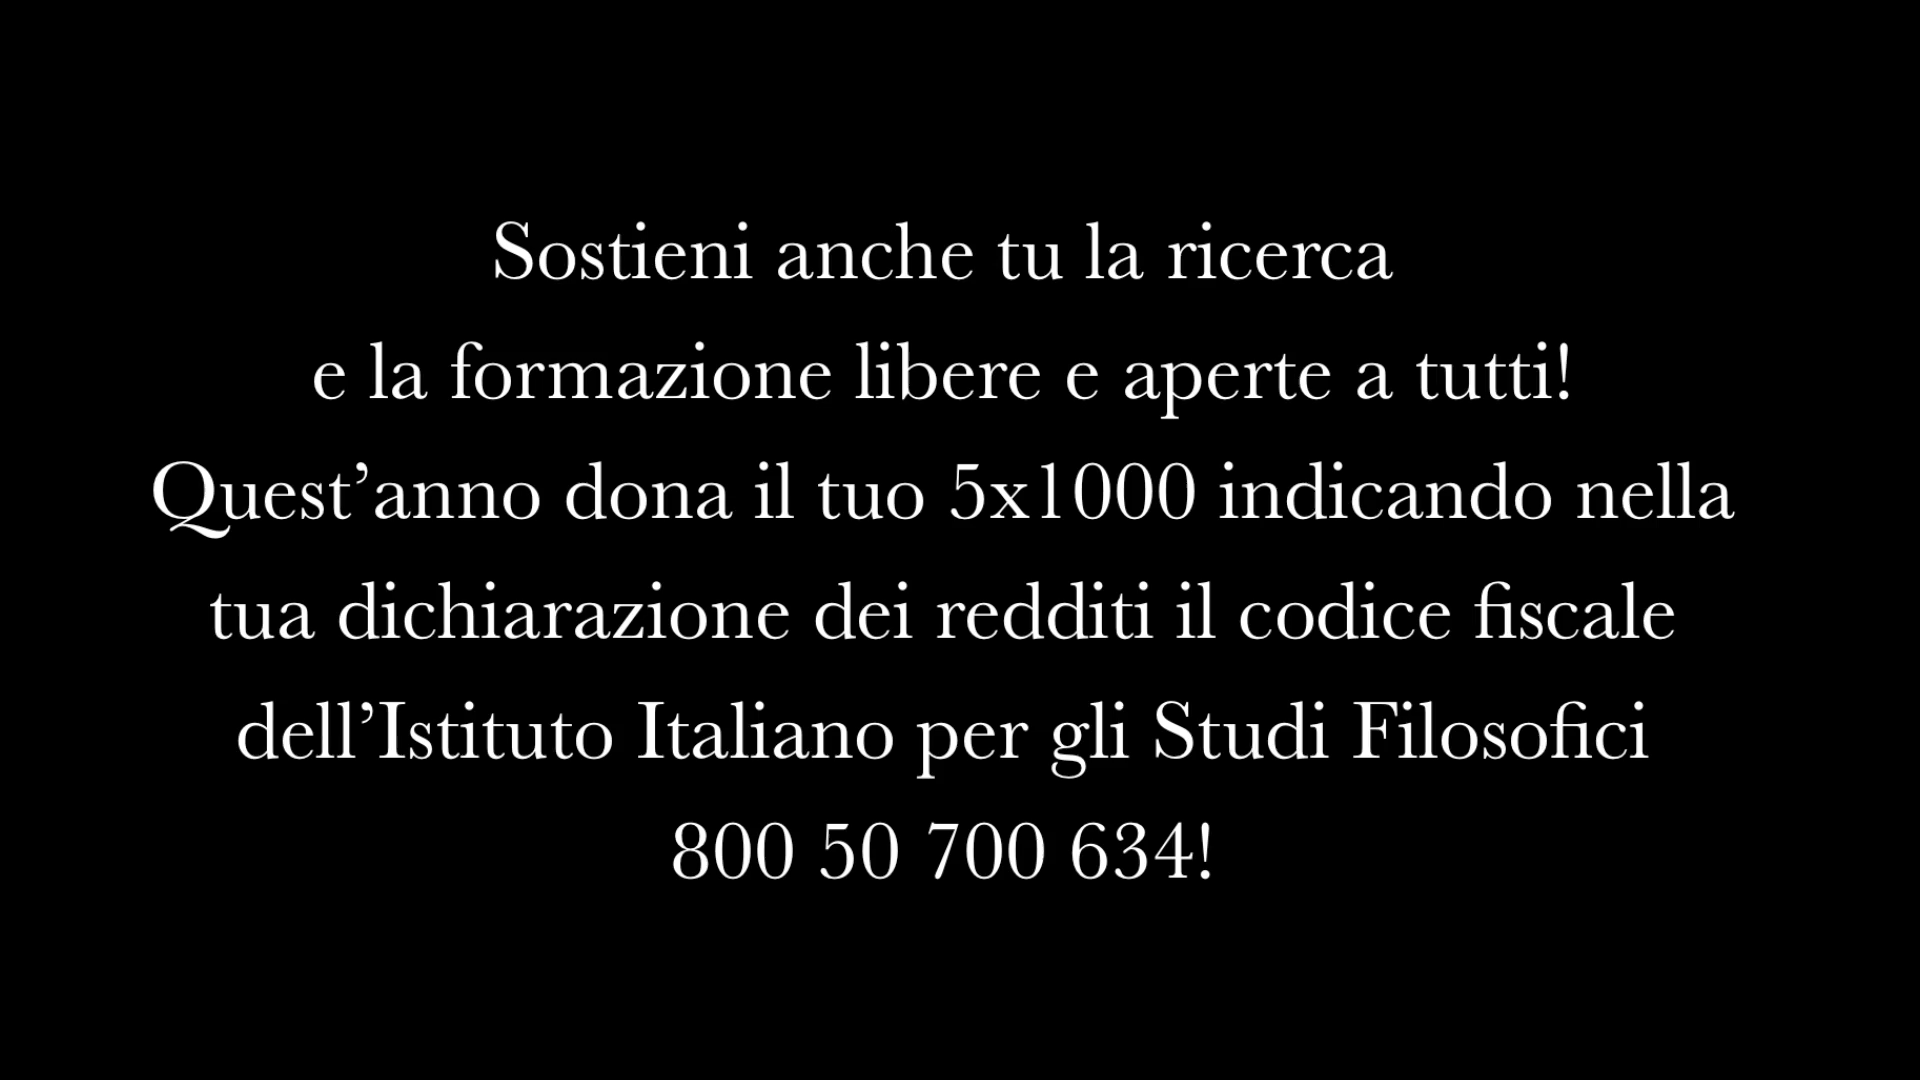 Sostieni anche tu la ricerca
e la formazione libere e aperte a tutti!
Quest’anno dona il tuo 5x1000 indicando nella
tua dichiarazione dei redditi il codice fiscale
dell’Istituto Italiano per gli Studi Filosofici
800 50 700 634!